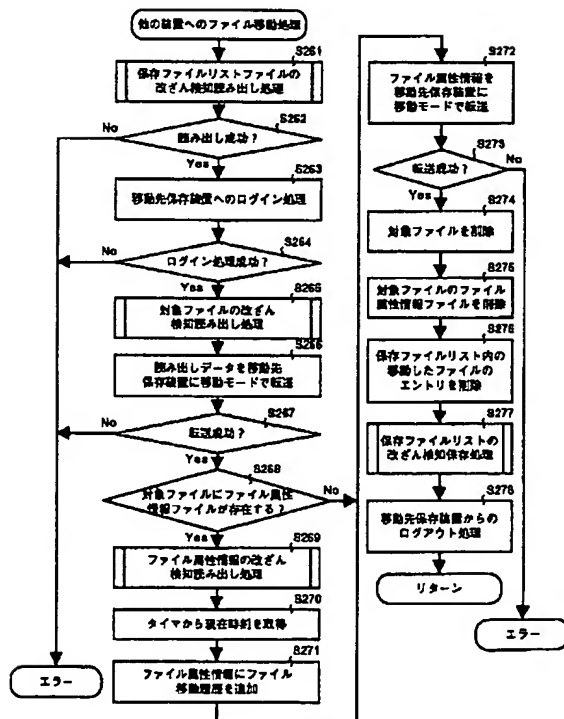 他の装置へのファイル移動処理
S261
保存ファイルリストファイルの
改ざん検知読み出し処理
S262
読み出し成功？
No
Yes
S263
移動先保存装置へのログイン処理
S264
ログイン処理成功？
No
Yes
S265
対象ファイルの改ざん
検知読み出し処理
S266
読み出しデータを移動先
保存装置に移動モードで転送
S267
転送成功？
No
Yes
S268
対象ファイルにファイル属性
情報ファイルが存在する？
No
Yes
S269
ファイル属性情報の改ざん
検知読み出し処理
S270
タイマから現在時刻を取得
S271
ファイル属性情報にファイル
移動履歴を追加
エラー
S272
ファイル属性情報を
移動先保存装置に
移動モードで転送
S273
転送成功？
No
Yes
S274
対象ファイルを削除
S275
対象ファイルのファイル
属性情報ファイルを削除
S276
保存ファイルリスト内の
移動したファイルの
エントリを削除
S277
保存ファイルリストの
改ざん検知保存処理
S278
移動先保存装置からの
ログアウト処理
リターン
エラー